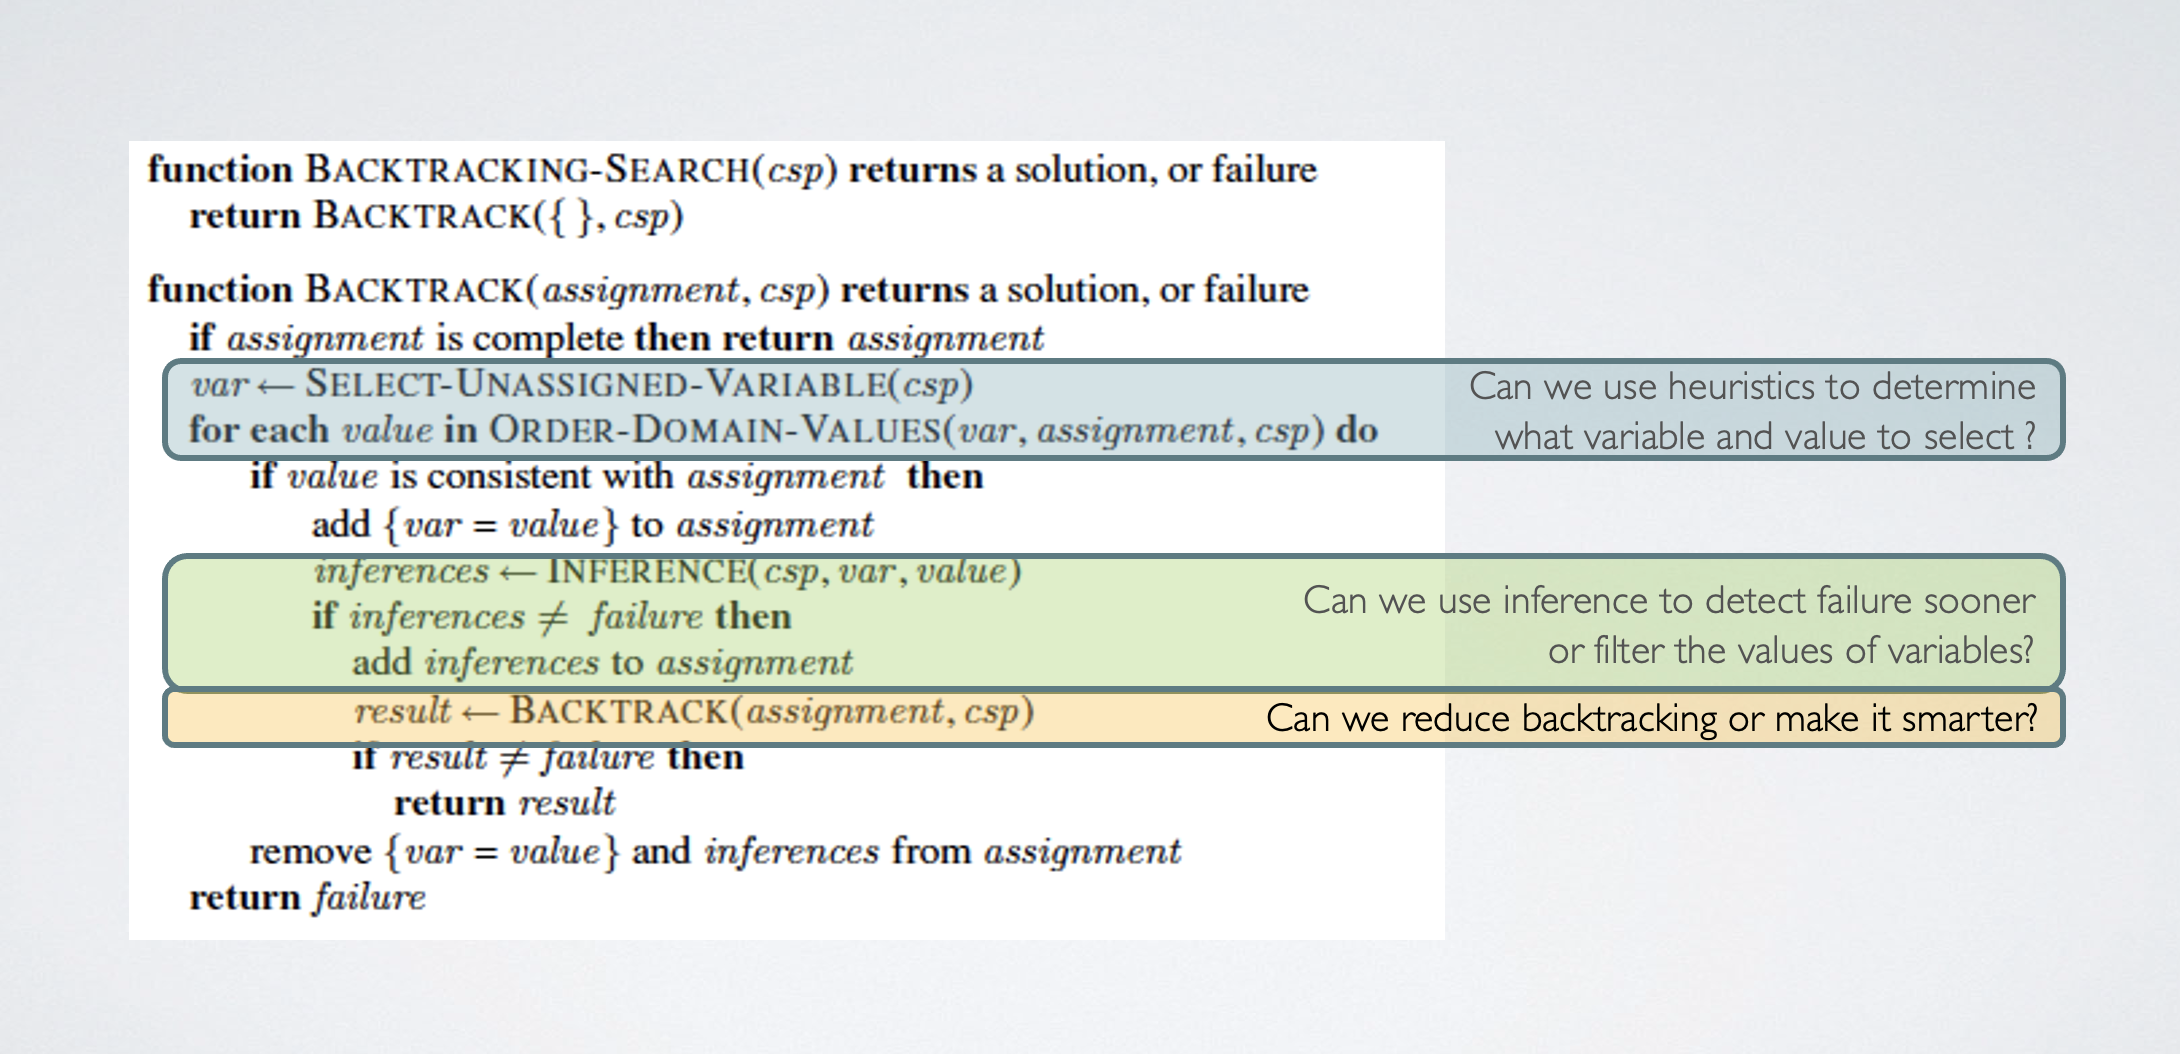 function BACKTRACKING-SEARCH(csp) returns a solution, or failure
return BACKTRACK({ }, csp)
function BACKTRACK(assignment, csp) returns a solution, or failure
if assignment is complete then return assignment
var ← SELECT-UNASSIGNED-VARIABLE(csp)
for each value in ORDER-DOMAIN-VALUES(var, assignment, csp) do
Can we use heuristics to determine
what variable and value to select ?
if value is consistent with assignment then
add {var = value} to assignment
inferences ← INFERENCE(csp, var, value)
if inferences ≠ failure then
add inferences to assignment
Can we use inference to detect failure sooner
or filter the values of variables?
result ← BACKTRACK(assignment, csp)
Can we reduce backtracking or make it smarter?
if result ≠ failure then
return result
remove {var = value} and inferences from assignment
return failure